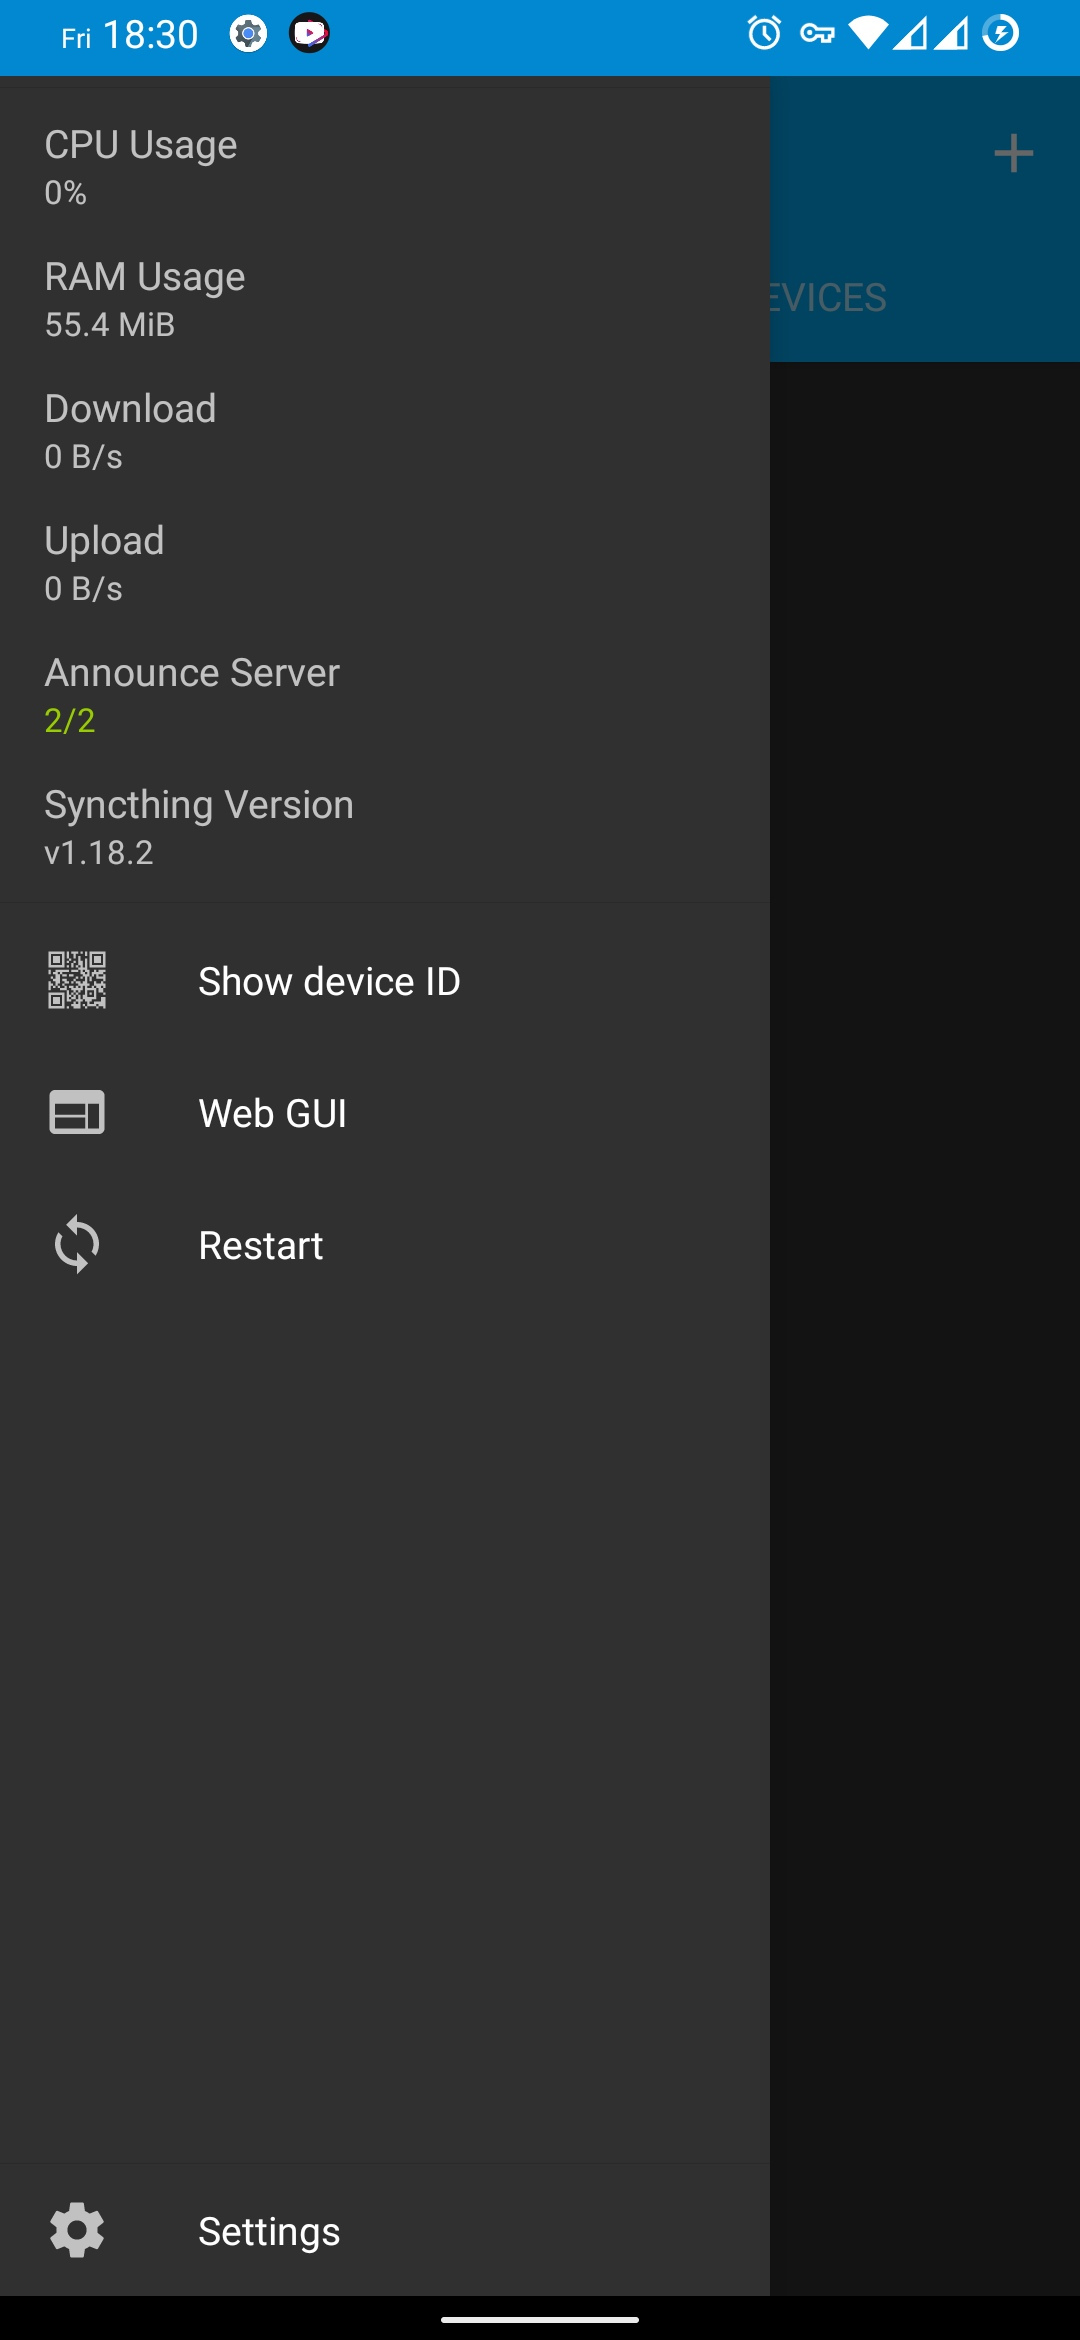 Fri 18:30
CPU Usage
0%
RAM Usage
55.4 MiB
EVICES
Download
0 B/s
Upload
0 B/s
Announce Server
2/2
Syncthing Version
v1.18.2
Show device ID
Web GUI
Restart
Settings